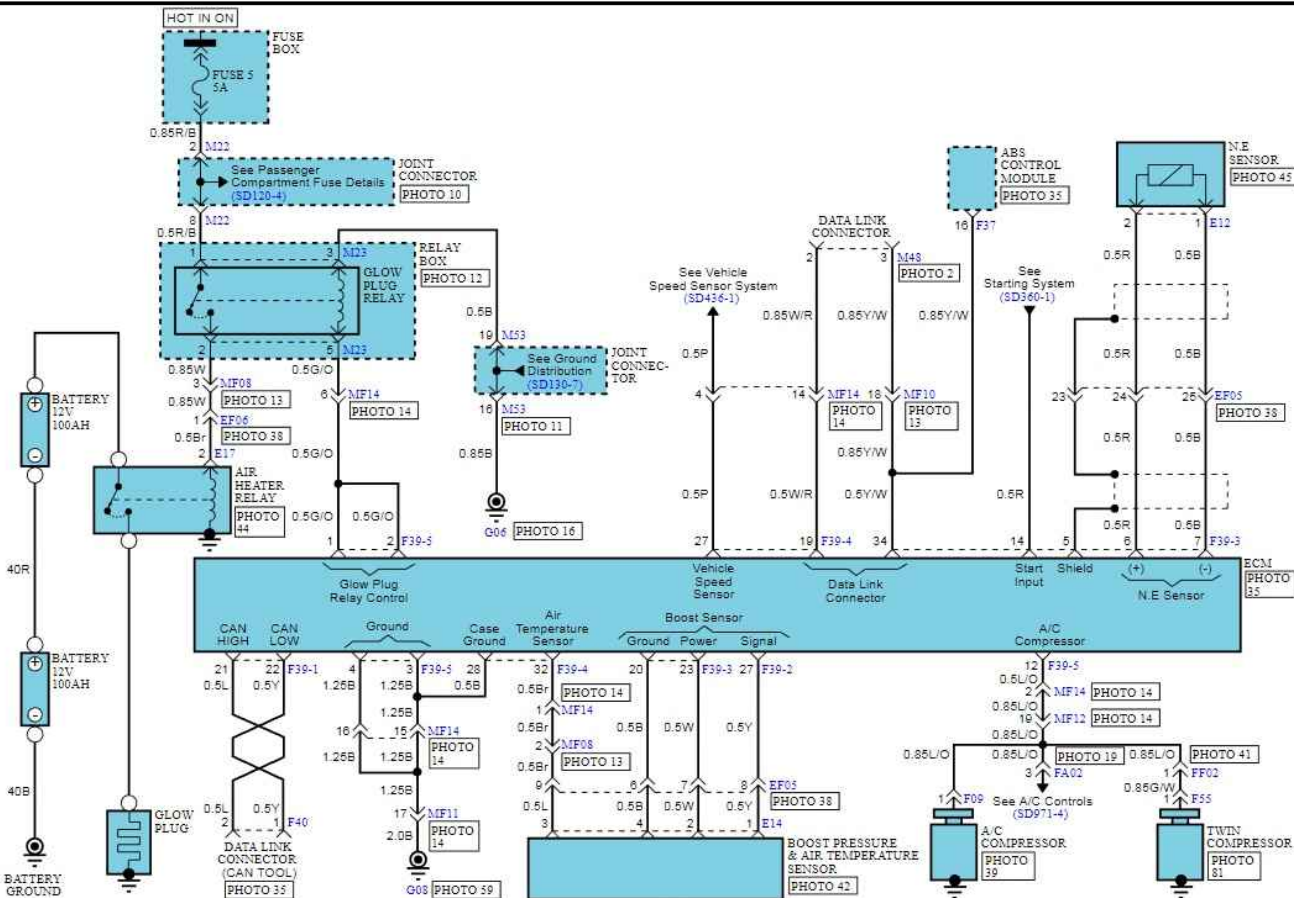 HOT IN ON
FUSE
BOX
FUSE 5
5A
0.85R/B
2 M22
See Passenger
Compartment Fuse Details
(SD120-4)
JOINT
CONNECTOR
PHOTO 10
8 M22
0.5R/B
1
3 M23
RELAY
BOX
PHOTO 12
GLOW
PLUG
RELAY
2
5 M23
0.85W
0.5G/O
3 MF08
PHOTO 13
0.85W
1 EF06
PHOTO 38
0.5Br
2 E17
6 MF14
PHOTO 14
0.5G/O
0.5G/O
0.5G/O
1
2 F39-5
0.5B
19 M53
See Ground
Distribution
(SD130-7)
JOINT
CONNEC-
TOR
16 M53
PHOTO 11
0.85B
G06 PHOTO 16
BATTERY
12V
100AH
AIR
HEATER
RELAY
PHOTO
44
40R
BATTERY
12V
100AH
40B
BATTERY
GROUND
GLOW
PLUG
See Vehicle
Speed Sensor System
(SD436-1)
0.5P
4
0.5P
27
DATA LINK
CONNECTOR
2
3 M48
PHOTO 2
0.85W/R
0.85Y/W
0.85Y/W
14 MF14
PHOTO
14
18 MF10
PHOTO
13
0.85Y/W
0.5W/R
0.5Y/W
19 F39-4
34
ABS
CONTROL
MODULE
PHOTO 35
16 F37
See
Starting System
(SD360-1)
0.5R
14
N.E
SENSOR
PHOTO 45
2
1 E12
0.5R
0.5B
0.5R
0.5B
23
24
25 EF05
PHOTO 38
0.5R
0.5B
0.5R
0.5B
5
6
7 F39-3
ECM
PHOTO
35
Glow Plug
Relay Control
Vehicle
Speed
Sensor
Data Link
Connector
Start
Input
Shield
(+)
(-)
N.E Sensor
CAN
HIGH
CAN
LOW
Ground
Case
Ground
Air
Temperature
Sensor
Boost Sensor
Ground
Power
Signal
A/C
Compressor
21
22 F39-1
0.5L
0.5Y
0.5L
0.5Y
2
1 F40
DATA LINK
CONNECTOR
(CAN TOOL)
PHOTO 35
4
3 F39-5
28
1.25B
1.25B
0.5B
1.25B
16
15 MF14
PHOTO
14
1.25B
1.25B
1.25B
17 MF11
PHOTO
14
2.0B
G08 PHOTO 59
32 F39-4
0.5Br
PHOTO 14
1 MF14
0.5Br
2 MF08
PHOTO 13
0.5Br
9
0.5L
3
20
23 F39-3
27 F39-2
0.5B
0.5W
0.5Y
6
7
8 EF05
PHOTO 38
0.5B
0.5W
0.5Y
4
2
1 E14
BOOST PRESSURE
& AIR TEMPERATURE
SENSOR
PHOTO 42
12 F39-5
0.5L/O
2 MF14 PHOTO 14
0.85L/O
19 MF12 PHOTO 14
0.85L/O
0.85L/O
0.85L/O
PHOTO 19
0.85L/O
PHOTO 41
3 FA02
See A/C Controls
(SD971-4)
1 FF02
0.85G/W
1 F09
1 F55
A/C
COMPRESSOR
PHOTO
39
TWIN
COMPRESSOR
PHOTO
81